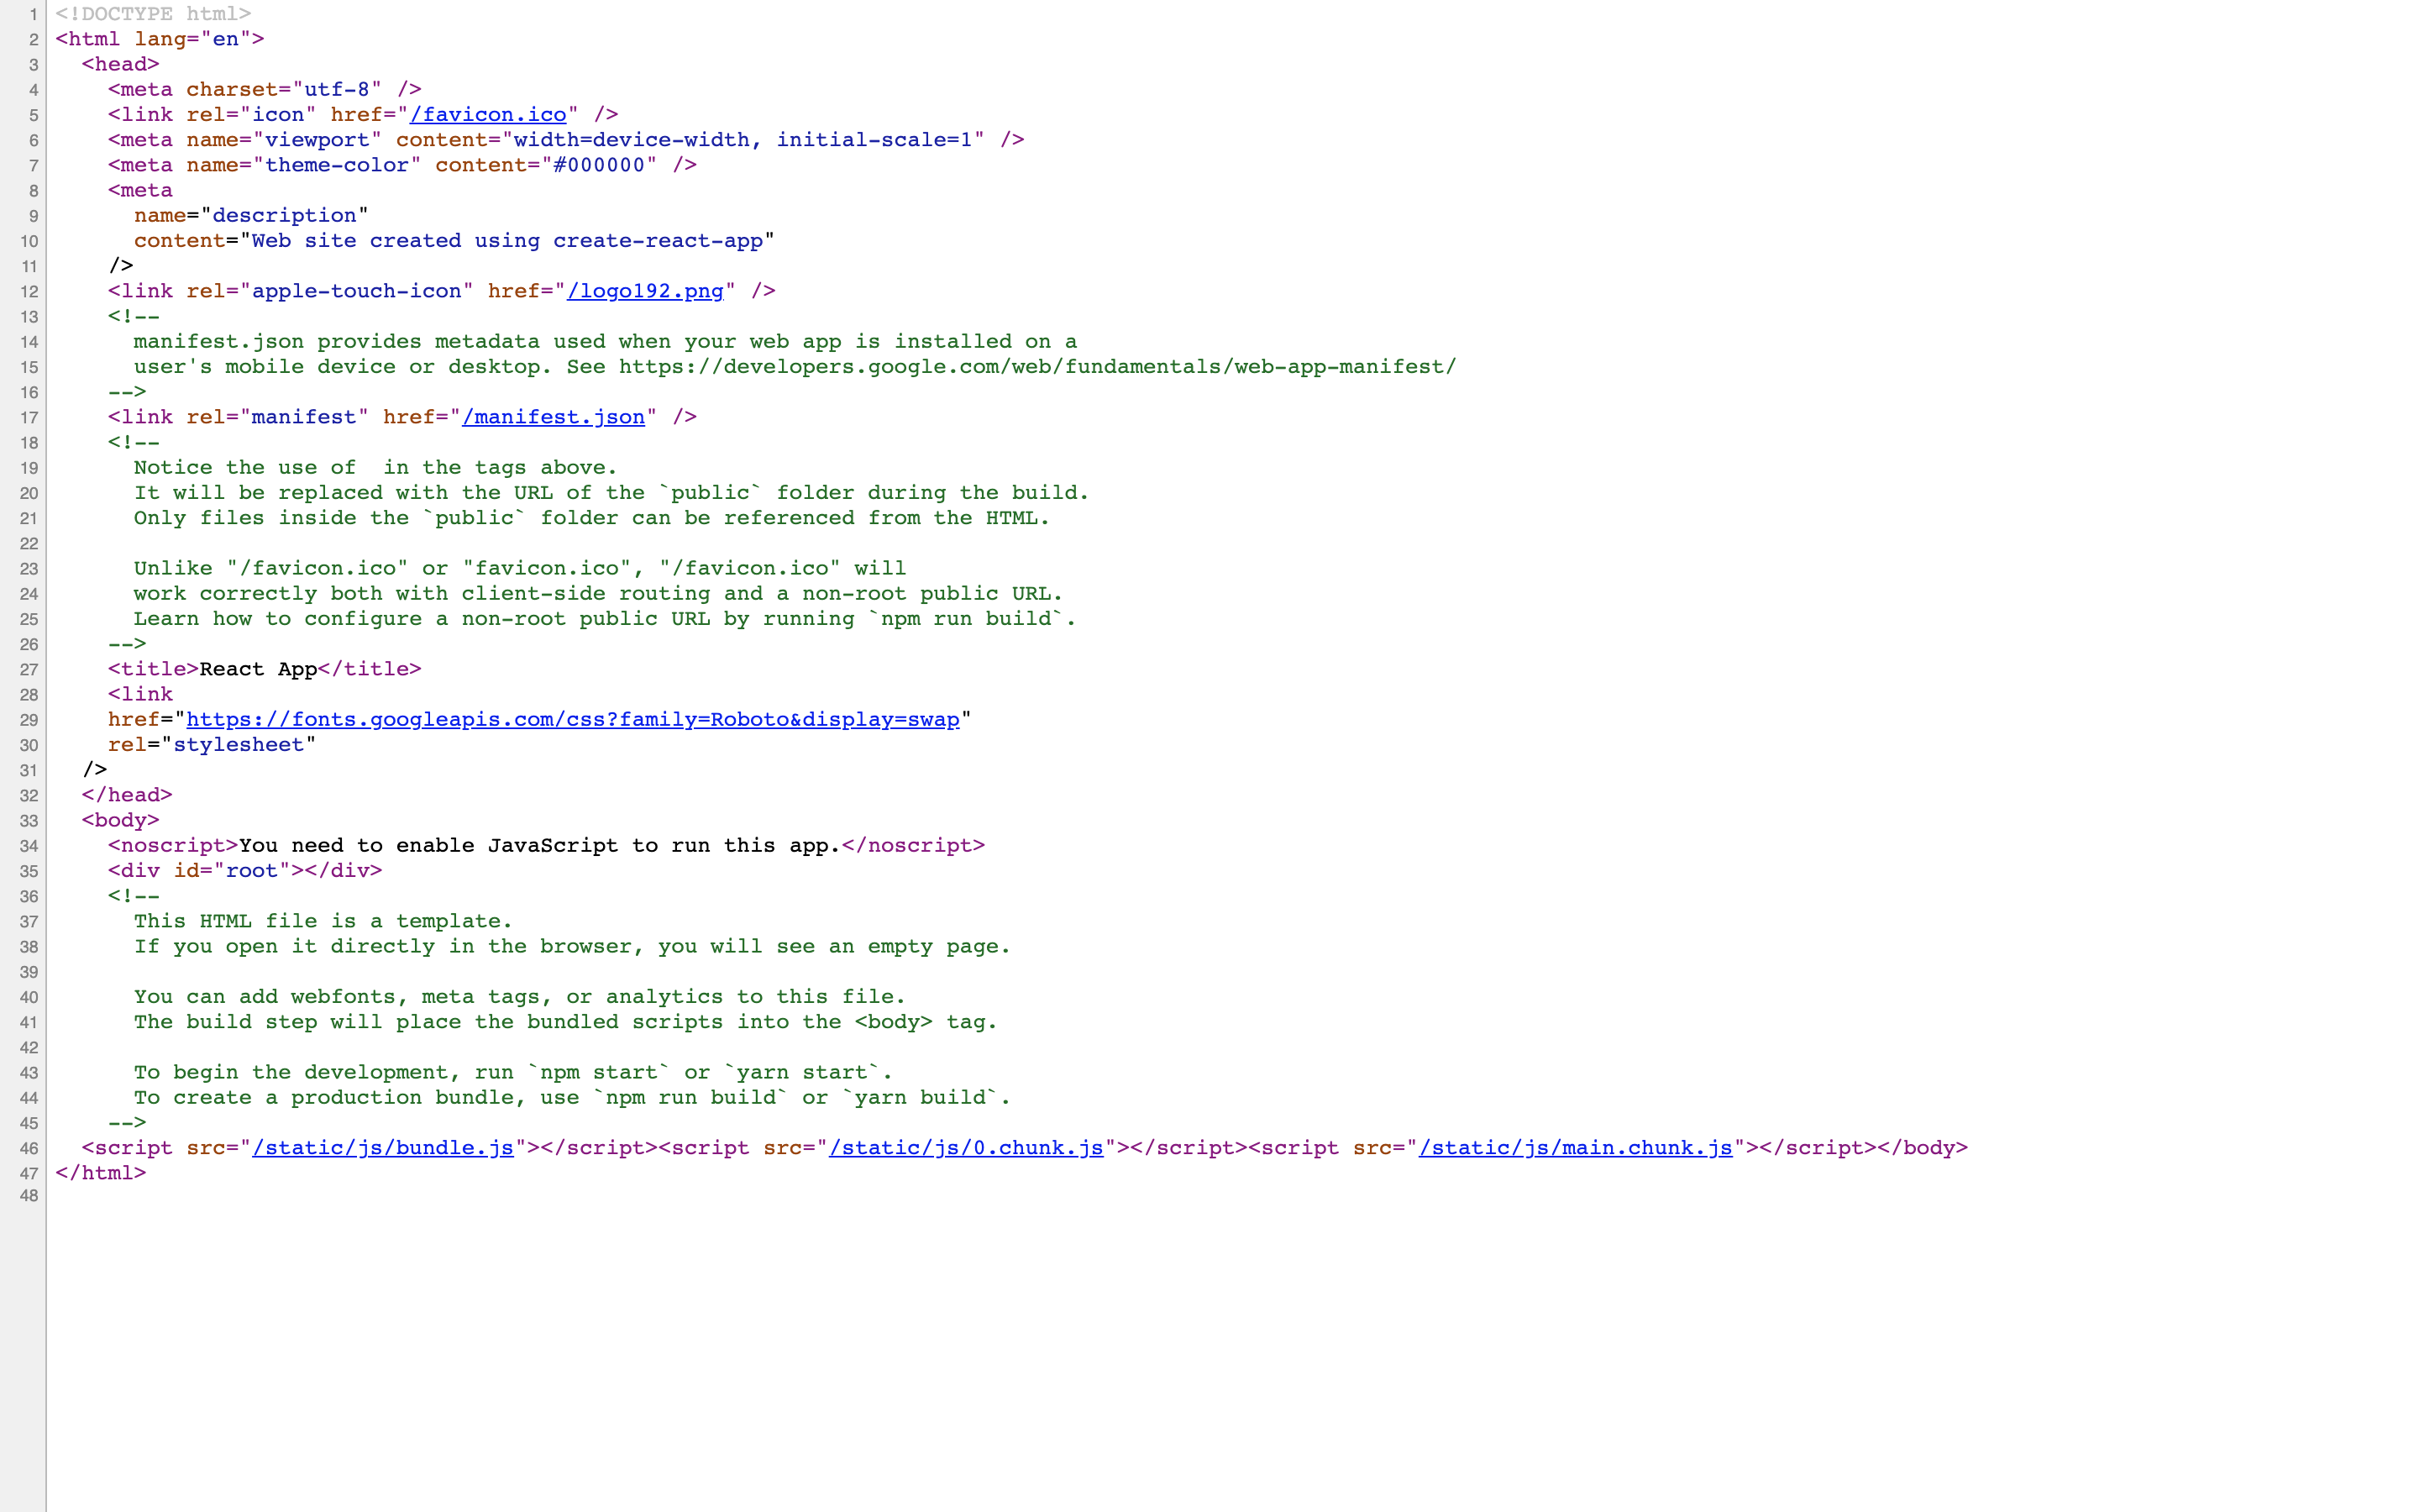 1 <!DOCTYPE html>
2 <html lang="en">
3   <head>
4     <meta charset="utf-8" />
5     <link rel="icon" href="/favicon.ico" />
6     <meta name="viewport" content="width=device-width, initial-scale=1" />
7     <meta name="theme-color" content="#000000" />
8     <meta
9       name="description"
10       content="Web site created using create-react-app"
11     />
12     <link rel="apple-touch-icon" href="/logo192.png" />
13     <!--
14       manifest.json provides metadata used when your web app is installed on a
15       user's mobile device or desktop. See https://developers.google.com/web/fundamentals/web-app-manifest/
16     -->
17     <link rel="manifest" href="/manifest.json" />
18     <!--
19       Notice the use of  in the tags above.
20       It will be replaced with the URL of the `public` folder during the build.
21       Only files inside the `public` folder can be referenced from the HTML.
22
23       Unlike "/favicon.ico" or "favicon.ico", "/favicon.ico" will
24       work correctly both with client-side routing and a non-root public URL.
25       Learn how to configure a non-root public URL by running `npm run build`.
26     -->
27     <title>React App</title>
28     <link
29     href="https://fonts.googleapis.com/css?family=Roboto&display=swap"
30     rel="stylesheet"
31   />
32   </head>
33   <body>
34     <noscript>You need to enable JavaScript to run this app.</noscript>
35     <div id="root"></div>
36     <!--
37       This HTML file is a template.
38       If you open it directly in the browser, you will see an empty page.
39
40       You can add webfonts, meta tags, or analytics to this file.
41       The build step will place the bundled scripts into the <body> tag.
42
43       To begin the development, run `npm start` or `yarn start`.
44       To create a production bundle, use `npm run build` or `yarn build`.
45     -->
46   <script src="/static/js/bundle.js"></script><script src="/static/js/0.chunk.js"></script><script src="/static/js/main.chunk.js"></script></body>
47 </html>
48